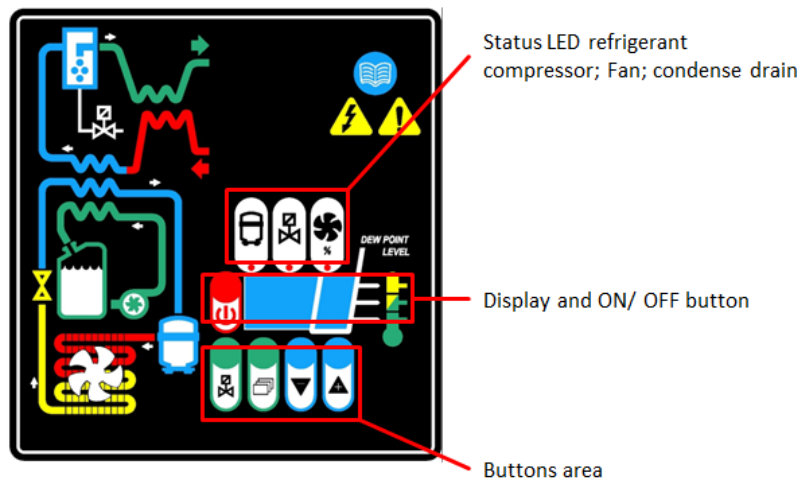 Status LED refrigerant
compressor; Fan; condense drain
%
DEW POINT
LEVEL
Display and ON/ OFF button
Buttons area